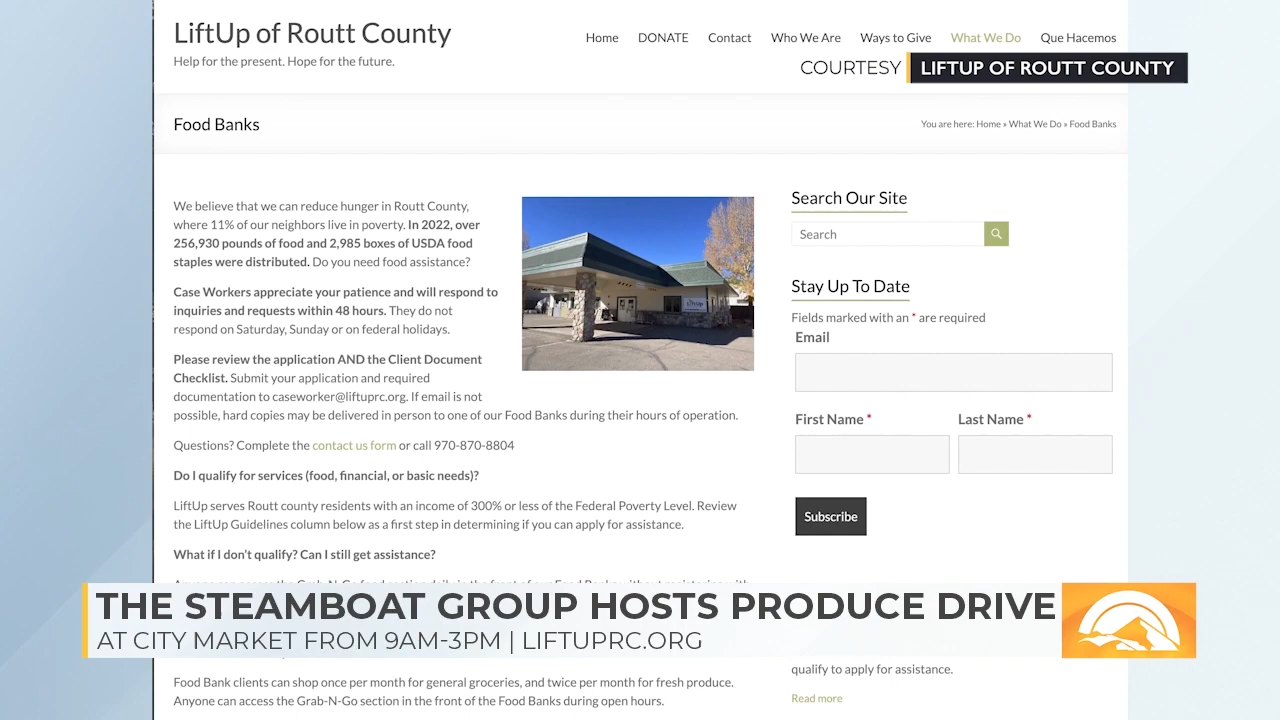 LiftUp of Routt County
Help for the present. Hope for the future.
Home DONATE Contact Who We Are Ways to Give What We Do Que Hacemos
COURTESY LIFTUP OF ROUTT COUNTY
Food Banks
You are here: Home » What We Do » Food Banks
We believe that we can reduce hunger in Routt County,
where 11% of our neighbors live in poverty. In 2022, over
256,930 pounds of food and 2,985 boxes of USDA food
staples were distributed. Do you need food assistance?
Case Workers appreciate your patience and will respond to
inquiries and requests within 48 hours. They do not
respond on Saturday, Sunday or on federal holidays.
Please review the application AND the Client Document
Checklist. Submit your application and required
documentation to caseworker@liftuprc.org. If email is not
possible, hard copies may be delivered in person to one of our Food Banks during their hours of operation.
Questions? Complete the contact us form or call 970-870-8804
Do I qualify for services (food, financial, or basic needs)?
LiftUp serves Routt county residents with an income of 300% or less of the Federal Poverty Level. Review
the LiftUp Guidelines column below as a first step in determining if you can apply for assistance.
What if I don't qualify? Can I still get assistance?
Search Our Site
Search
Stay Up To Date
Fields marked with an * are required
Email
First Name * Last Name *
Subscribe
THE STEAMBOAT GROUP HOSTS PRODUCE DRIVE
AT CITY MARKET FROM 9AM-3PM | LIFTUPRC.ORG
Food Bank clients can shop once per month for general groceries, and twice per month for fresh produce.
Anyone can access the Grab-N-Go section in the front of the Food Banks during open hours.
qualify to apply for assistance.
Read more